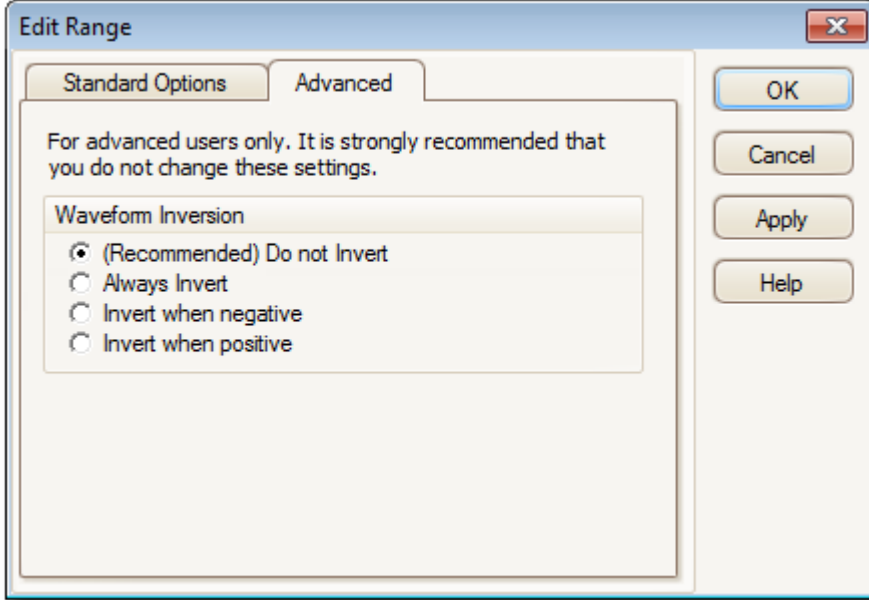 Edit Range
Standard Options
Advanced
For advanced users only. It is strongly recommended that
you do not change these settings.
Waveform Inversion
(Recommended) Do not Invert
Always Invert
Invert when negative
Invert when positive
OK
Cancel
Apply
Help